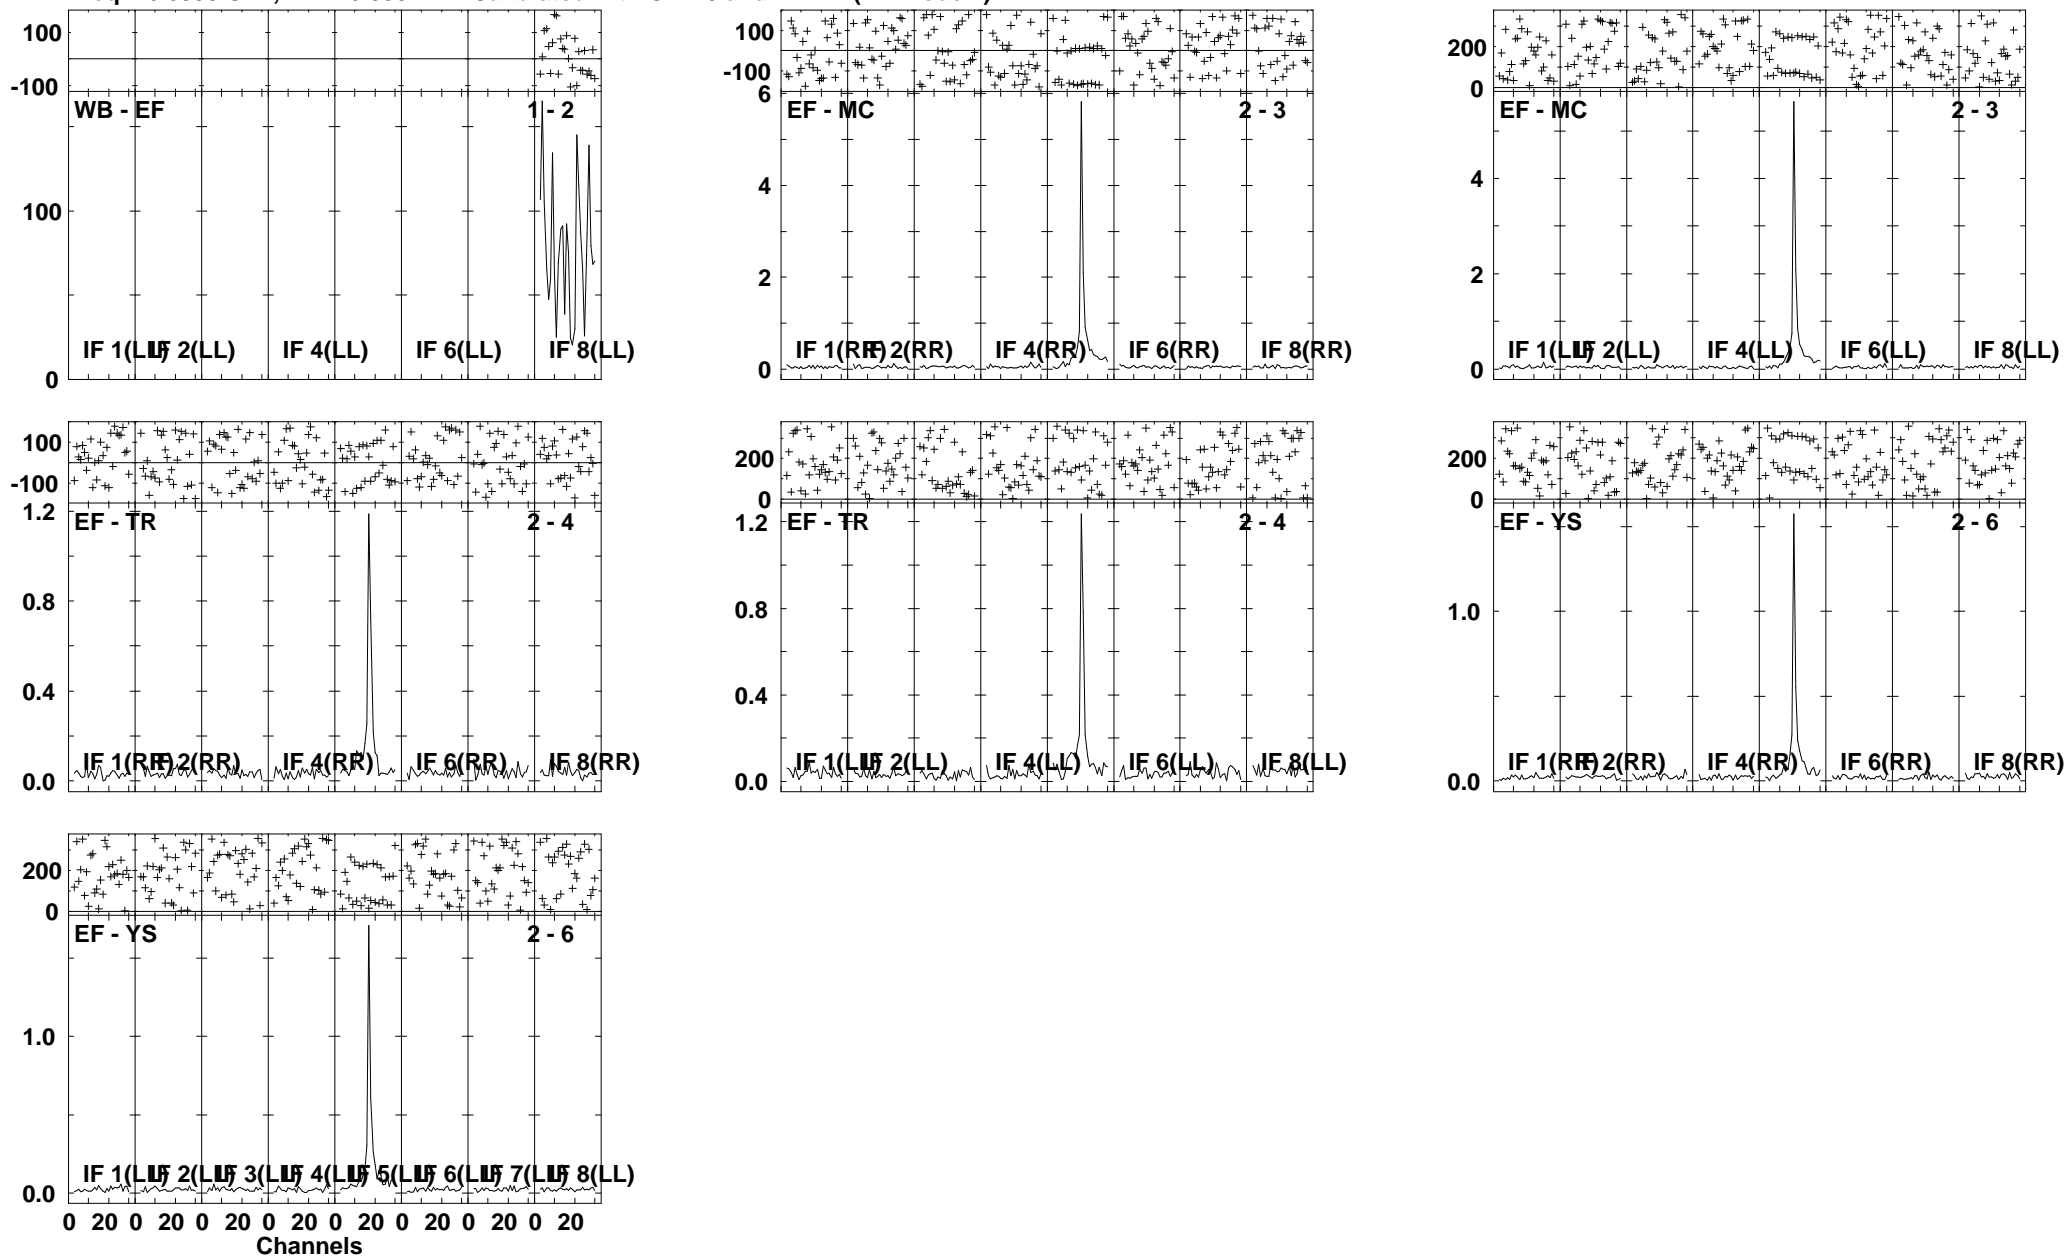 100
-100
WB - EF 1 - 2
100
0
IF 1(LL) IF 2(LL) IF 4(LL) IF 6(LL) IF 8(LL)
100
-100
6
EF - MC 2 - 3
4
2
0
IF 1(RR) IF 2(RR) IF 4(RR) IF 6(RR) IF 8(RR)
200
0
EF - MC 2 - 3
4
2
0
IF 1(LL) IF 2(LL) IF 4(LL) IF 6(LL) IF 8(LL)
100
-100
1.2
EF - TR 2 - 4
0.8
0.4
0.0
IF 1(RR) IF 2(RR) IF 4(RR) IF 6(RR) IF 8(RR)
200
0
1.2
EF - TR 2 - 4
0.8
0.4
0.0
IF 1(LL) IF 2(LL) IF 4(LL) IF 6(LL) IF 8(LL)
200
0
EF - YS 2 - 6
1.0
0.0
IF 1(RR) IF 2(RR) IF 4(RR) IF 6(RR) IF 8(RR)
200
0
EF - YS 2 - 6
1.0
0.0
IF 1(LL) IF 2(LL) IF 3(LL) IF 4(LL) IF 5(LL) IF 6(LL) IF 7(LL) IF 8(LL)
0 20 0 20 0 20 0 20 0 20 0 20 0 20 0 20
Channels